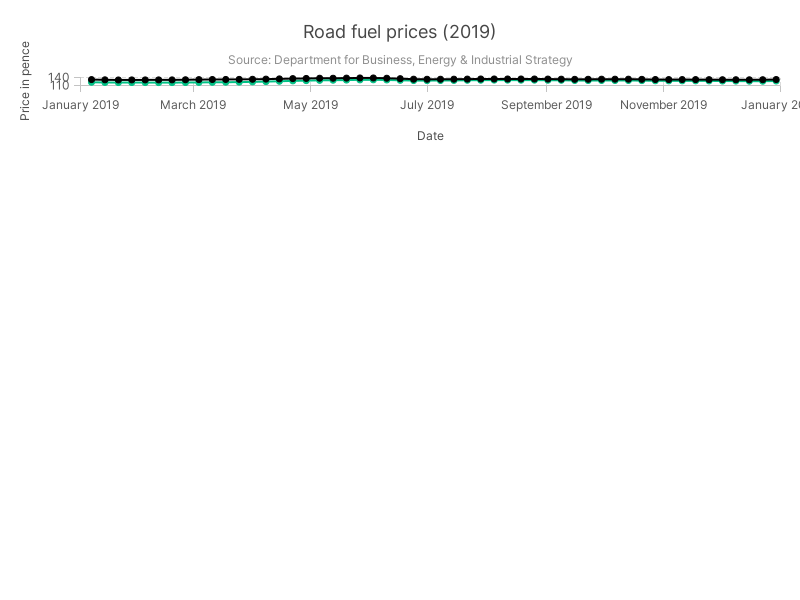 Road fuel prices (2019)
Source: Department for Business, Energy & Industrial Strategy
Price in pence
140
110
January 2019 March 2019 May 2019 July 2019 September 2019 November 2019 January 20
Date